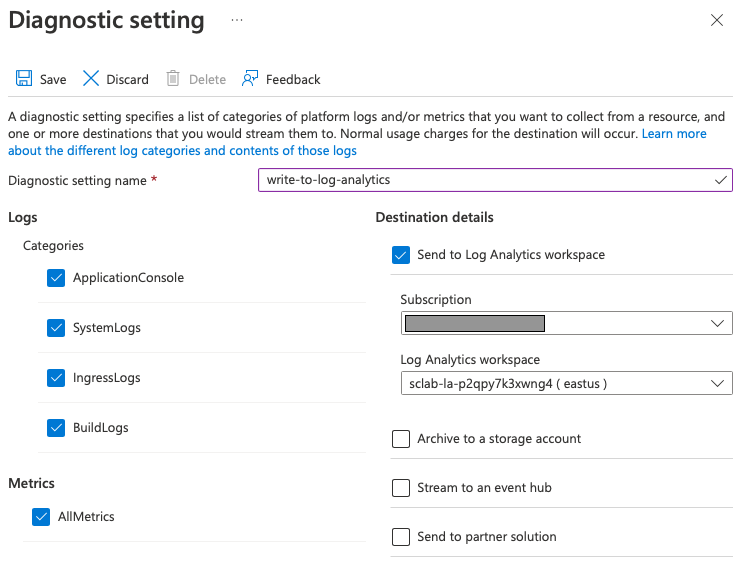 Diagnostic setting ...
Save Discard Delete Feedback
A diagnostic setting specifies a list of categories of platform logs and/or metrics that you want to collect from a resource, and
one or more destinations that you would stream them to. Normal usage charges for the destination will occur. Learn more
about the different log categories and contents of those logs
Diagnostic setting name * write-to-log-analytics
Logs
Categories
ApplicationConsole
SystemLogs
IngressLogs
BuildLogs
Metrics
AllMetrics
Destination details
Send to Log Analytics workspace
Subscription
Log Analytics workspace
sclab-la-p2qpy7k3xwng4 ( eastus )
Archive to a storage account
Stream to an event hub
Send to partner solution